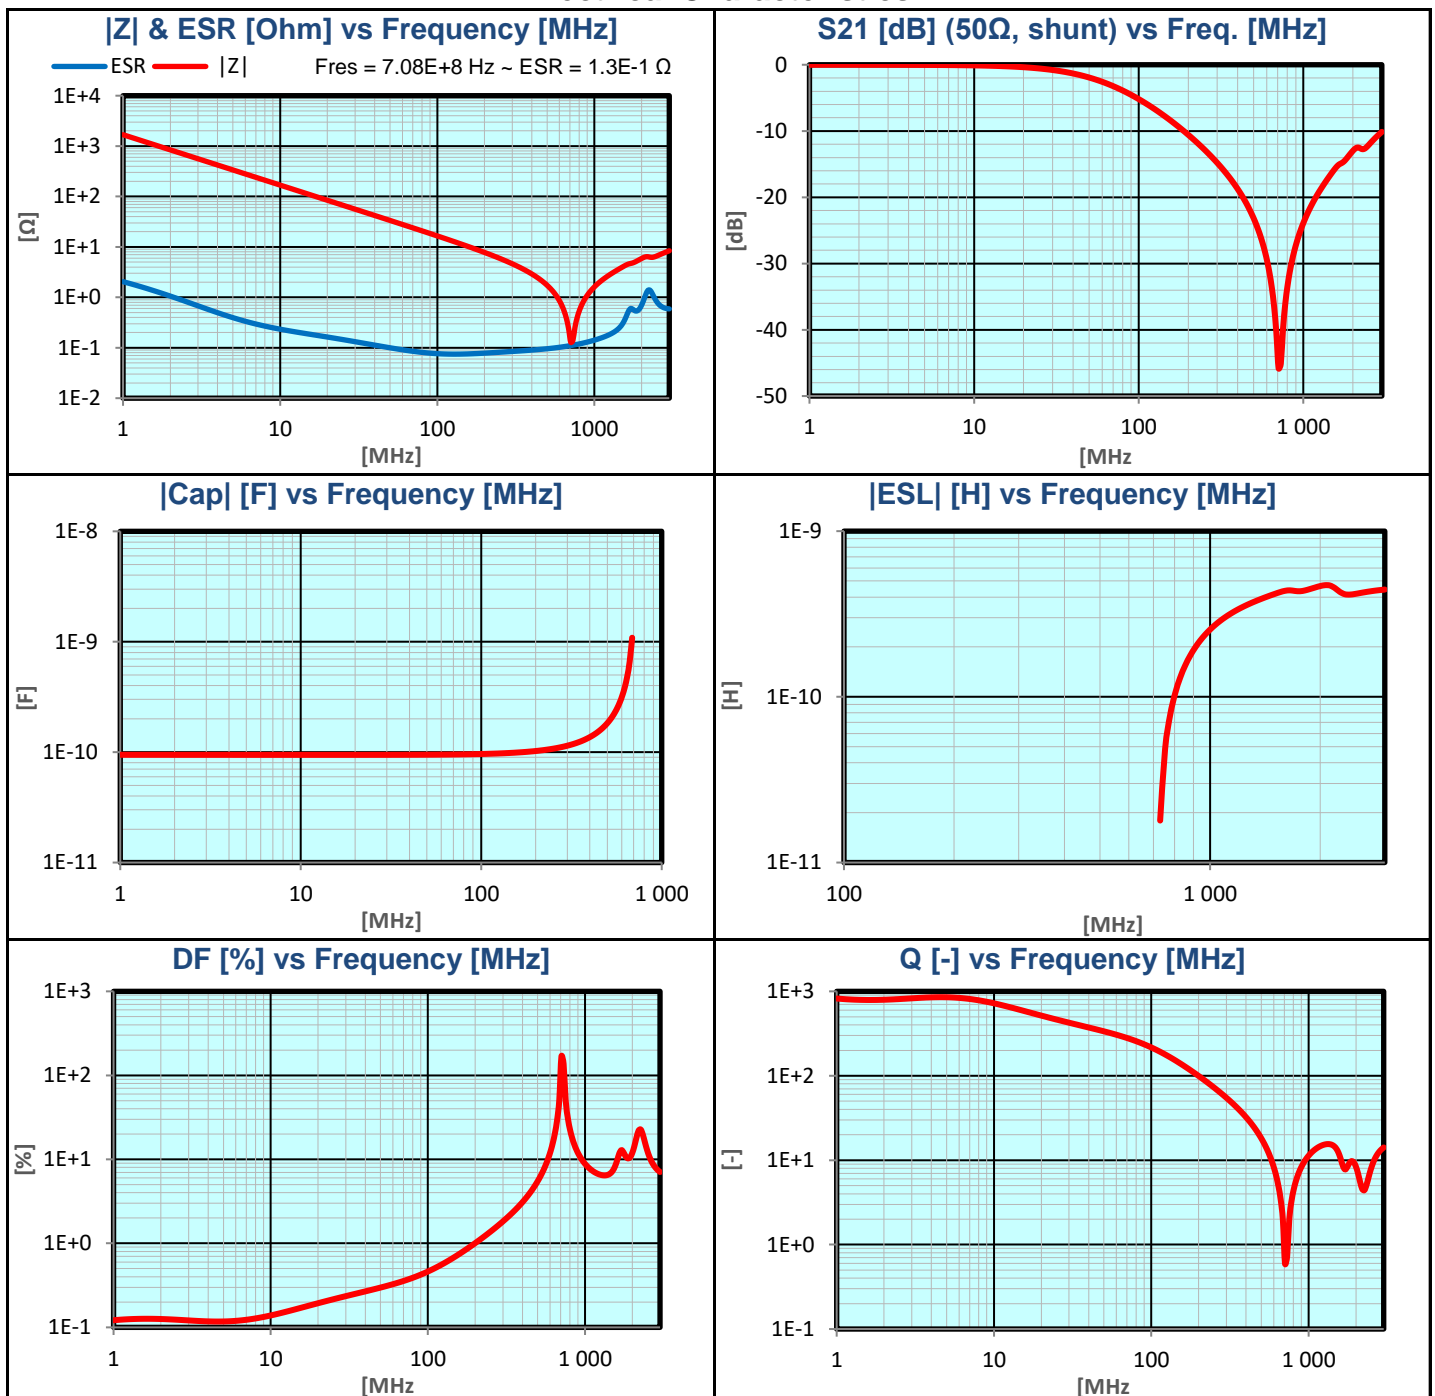 |Z| & ESR [Ohm] vs Frequency [MHz]
ESR |Z| Fres = 7.08E+8 Hz ~ ESR = 1.3E-1 Ω
1E+4
1E+3
1E+2
1E+1
1E+0
1E-1
1E-2
[Ω]
1 10 100 1000
[MHz]
S21 [dB] (50Ω, shunt) vs Freq. [MHz]
0
-10
-20
-30
-40
-50
[dB]
1 10 100 1 000
[MHz
|Cap| [F] vs Frequency [MHz]
1E-8
1E-9
1E-10
1E-11
[F]
1 10 100 1 000
[MHz]
|ESL| [H] vs Frequency [MHz]
1E-9
1E-10
1E-11
[H]
100 1 000
[MHz]
DF [%] vs Frequency [MHz]
1E+3
1E+2
1E+1
1E+0
1E-1
[%]
1 10 100 1 000
[MHz
Q [-] vs Frequency [MHz]
1E+3
1E+2
1E+1
1E+0
1E-1
[-]
1 10 100 1 000
[MHz